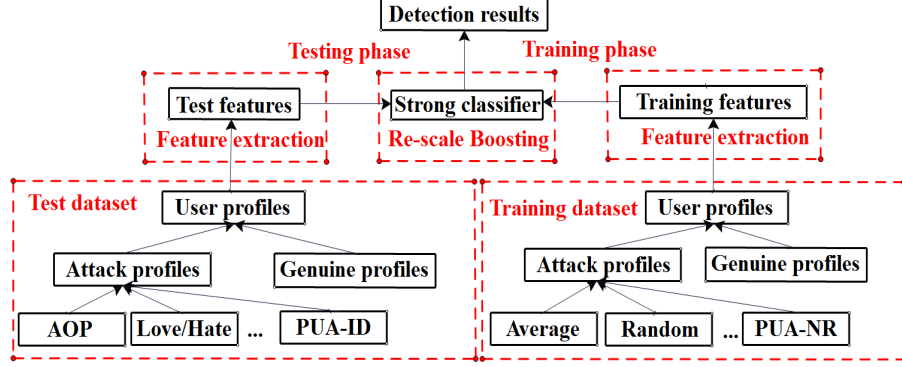 Detection results
Testing phase
Training phase
Test features
Strong classifier
Training features
Feature extraction
Re-scale Boosting
Feature extraction
Test dataset
User profiles
Training dataset
User profiles
Attack profiles
Genuine profiles
Attack profiles
Genuine profiles
AOP
Love/Hate
...
PUA-ID
Average
Random
...
PUA-NR